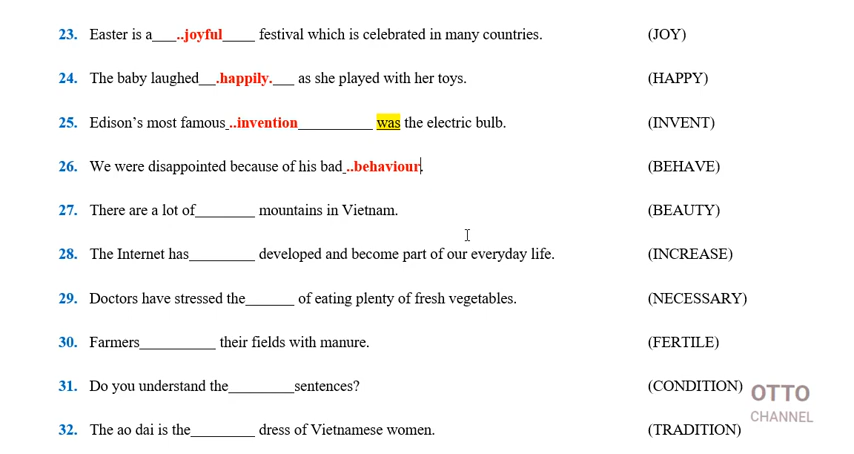 23. Easter is a___..joyful____ festival which is celebrated in many countries. (JOY)
24. The baby laughed__.happily.___ as she played with her toys. (HAPPY)
25. Edison's most famous_..invention_________ was the electric bulb. (INVENT)
26. We were disappointed because of his bad_..behaviour. (BEHAVE)
27. There are a lot of________ mountains in Vietnam. (BEAUTY)
28. The Internet has_________ developed and become part of our everyday life. (INCREASE)
29. Doctors have stressed the______ of eating plenty of fresh vegetables. (NECESSARY)
30. Farmers__________ their fields with manure. (FERTILE)
31. Do you understand the_________sentences? (CONDITION)
32. The ao dai is the_________ dress of Vietnamese women. (TRADITION)
OTTO
CHANNEL